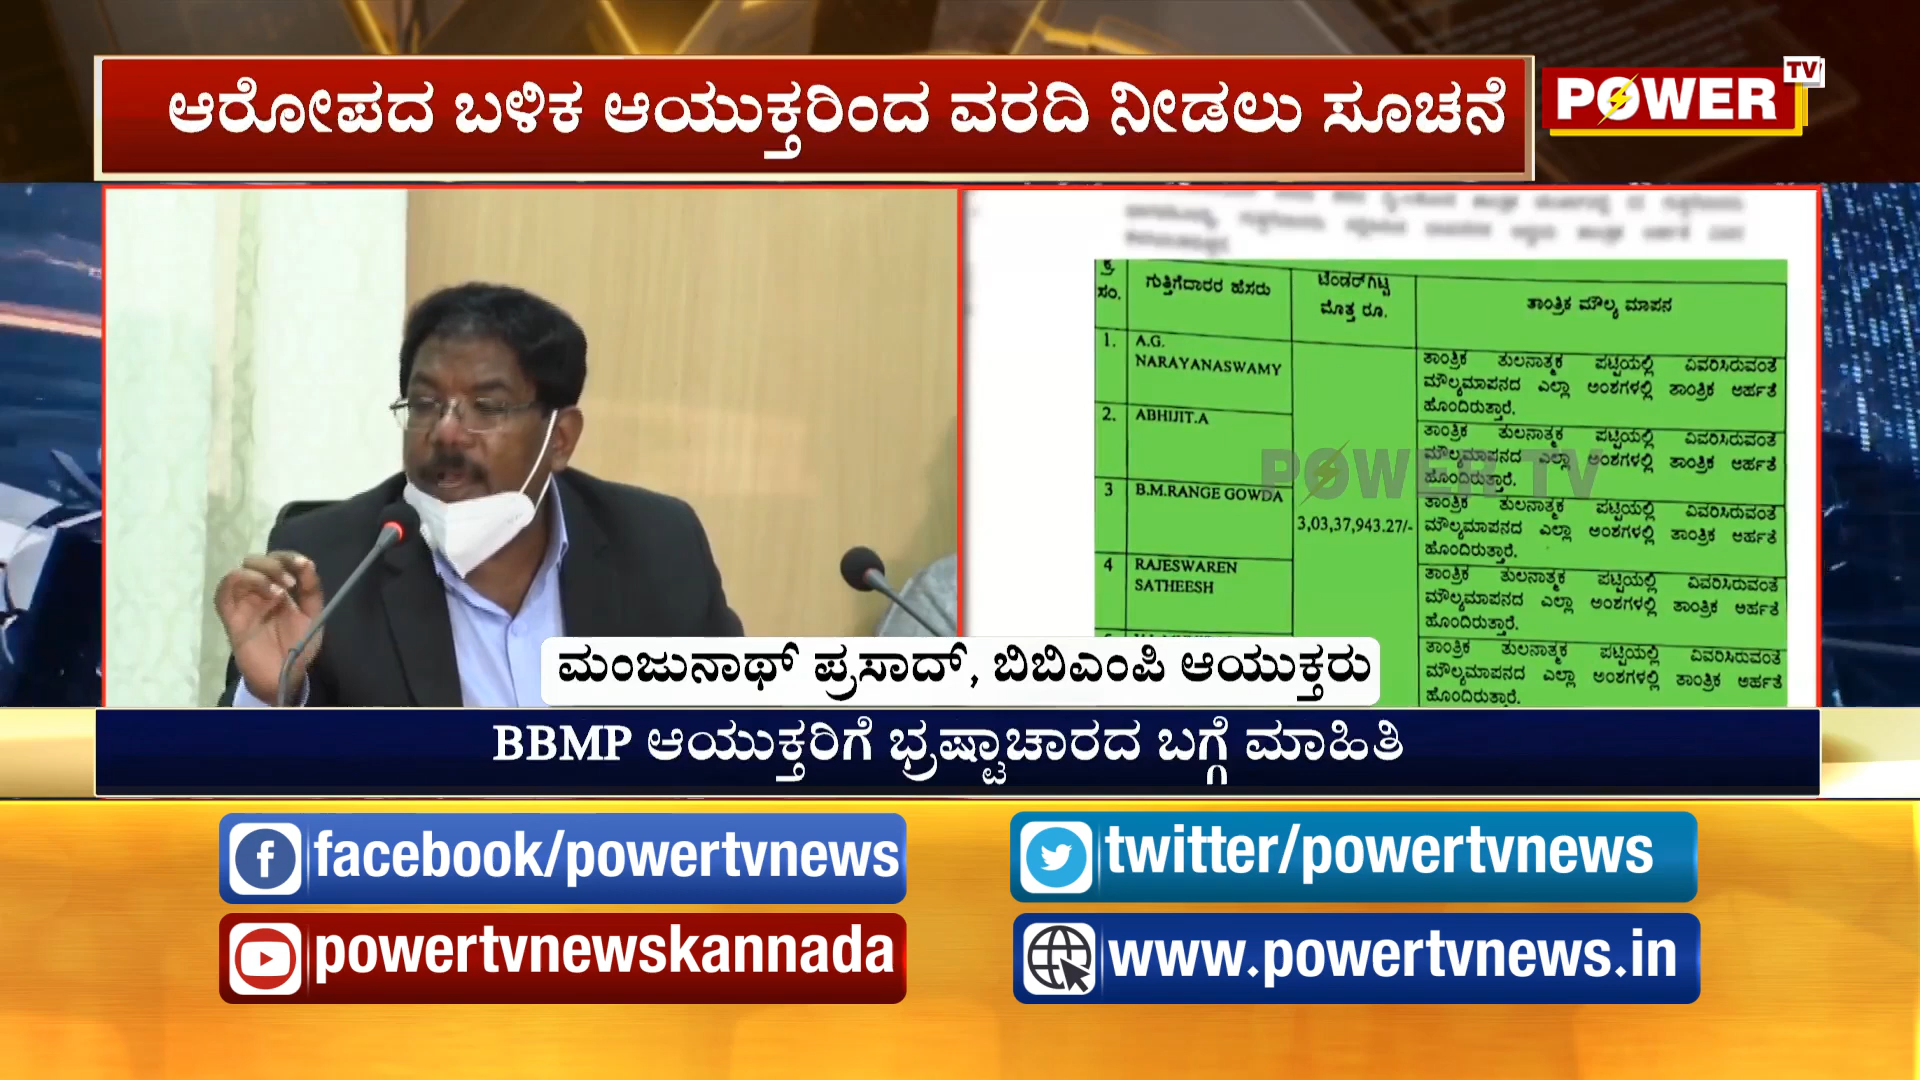 ಆರೋಪದ ಬಳಿಕ ಆಯುಕ್ತರಿಂದ ವರದಿ ನೀಡಲು ಸೂಚನೆ
POWER TV
ಕ್ರ. ಸಂ.
ಗುತ್ತಿಗೆದಾರರ ಹೆಸರು
ಟೆಂಡರ್‌ಗಿಟ್ಟ
ಮೊತ್ತ ರೂ.
ತಾಂತ್ರಿಕ ಮೌಲ್ಯ ಮಾಪನ
1. A.G.
NARAYANASWAMY
ತಾಂತ್ರಿಕ ತುಲನಾತ್ಮಕ ಪಟ್ಟಿಯಲ್ಲಿ ವಿವರಿಸಿರುವಂತೆ
ಮೌಲ್ಯಮಾಪನದ ಎಲ್ಲಾ ಅಂಶಗಳಲ್ಲಿ ತಾಂತ್ರಿಕ ಅರ್ಹತೆ
ಹೊಂದಿರುತ್ತಾರೆ.
2. ABHIJIT.A
ತಾಂತ್ರಿಕ ತುಲನಾತ್ಮಕ ಪಟ್ಟಿಯಲ್ಲಿ ವಿವರಿಸಿರುವಂತೆ
ಮೌಲ್ಯಮಾಪನದ ಎಲ್ಲಾ ಅಂಶಗಳಲ್ಲಿ ತಾಂತ್ರಿಕ ಅರ್ಹತೆ
ಹೊಂದಿರುತ್ತಾರೆ.
POWER TV
3 B.M.RANGE GOWDA
3,03,37,943.27/-
ತಾಂತ್ರಿಕ ತುಲನಾತ್ಮಕ ಪಟ್ಟಿಯಲ್ಲಿ ವಿವರಿಸಿರುವಂತೆ
ಮೌಲ್ಯಮಾಪನದ ಎಲ್ಲಾ ಅಂಶಗಳಲ್ಲಿ ತಾಂತ್ರಿಕ ಅರ್ಹತೆ
ಹೊಂದಿರುತ್ತಾರೆ.
4 RAJESWAREN
SATHEESH
ತಾಂತ್ರಿಕ ತುಲನಾತ್ಮಕ ಪಟ್ಟಿಯಲ್ಲಿ ವಿವರಿಸಿರುವಂತೆ
ಮೌಲ್ಯಮಾಪನದ ಎಲ್ಲಾ ಅಂಶಗಳಲ್ಲಿ ತಾಂತ್ರಿಕ ಅರ್ಹತೆ
ಹೊಂದಿರುತ್ತಾರೆ.
ತಾಂತ್ರಿಕ ತುಲನಾತ್ಮಕ ಪಟ್ಟಿಯಲ್ಲಿ ವಿವರಿಸಿರುವಂತೆ
ಮೌಲ್ಯಮಾಪನದ ಎಲ್ಲಾ ಅಂಶಗಳಲ್ಲಿ ತಾಂತ್ರಿಕ ಅರ್ಹತೆ
ಹೊಂದಿರುತ್ತಾರೆ.
ಮಂಜುನಾಥ್ ಪ್ರಸಾದ್, ಬಿಬಿಎಂಪಿ ಆಯುಕ್ತರು
BBMP ಆಯುಕ್ತರಿಗೆ ಭ್ರಷ್ಟಾಚಾರದ ಬಗ್ಗೆ ಮಾಹಿತಿ
facebook/powertvnews
twitter/powertvnews
powertvnewskannada
www.powertvnews.in